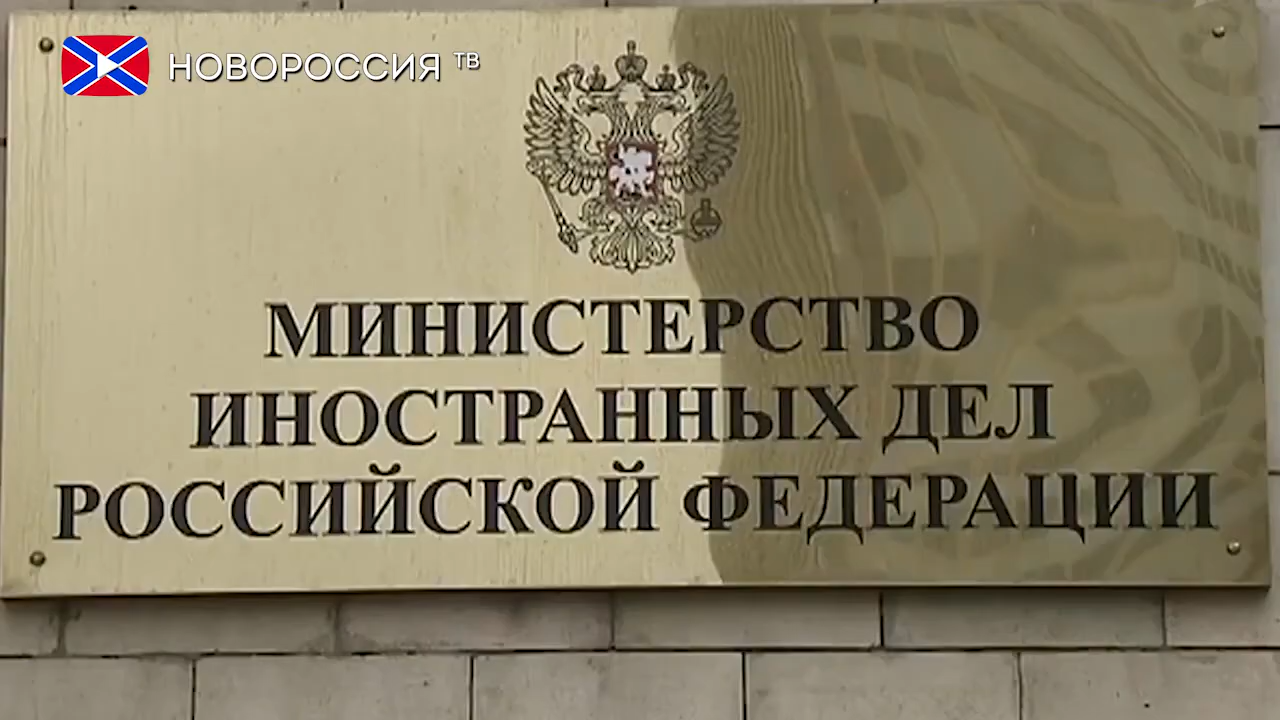 НОВОРОССИЯ ТВ
МИНИСТЕРСТВО
ИНОСТРАННЫХ ДЕЛ
РОССИЙСКОЙ ФЕДЕРАЦИИ